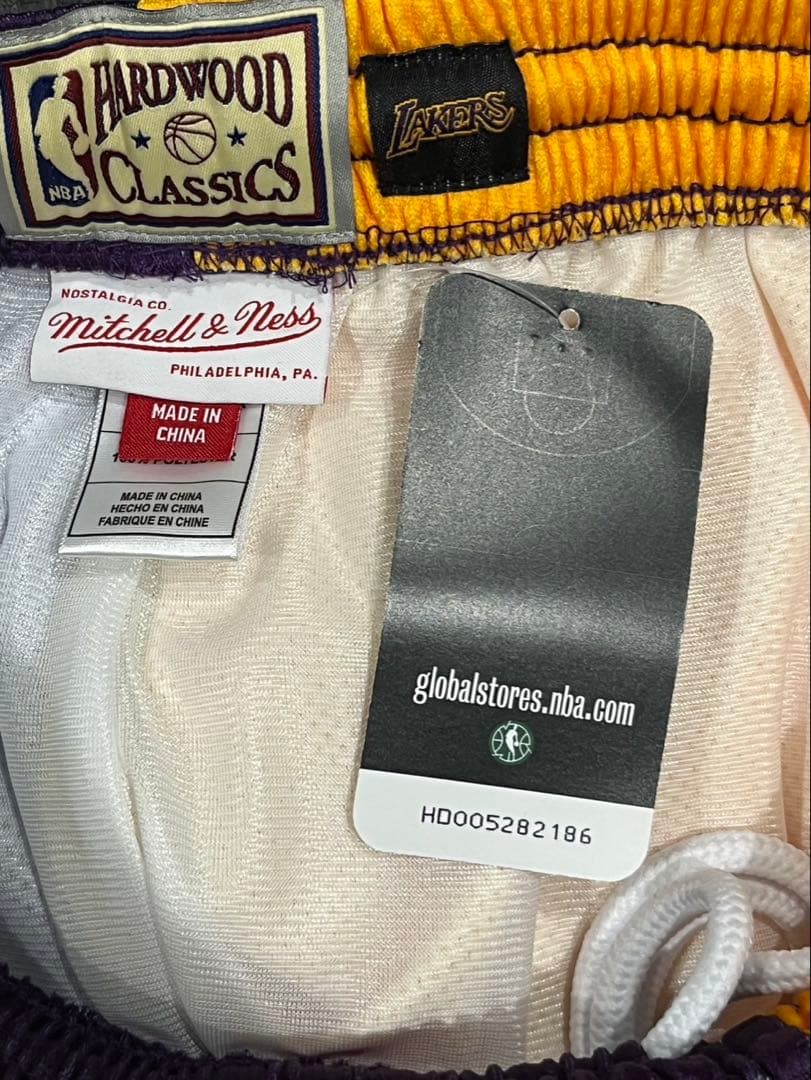 HARDWOOD
NBA
CLASSICS
LAKERS
NOSTALGIA CO.
Mitchell & Ness
PHILADELPHIA, PA.
MADE IN
CHINA
MADE IN CHINA
HECHO EN CHINA
FABRIQUE EN CHINE
globalstores.nba.com
HD005282186